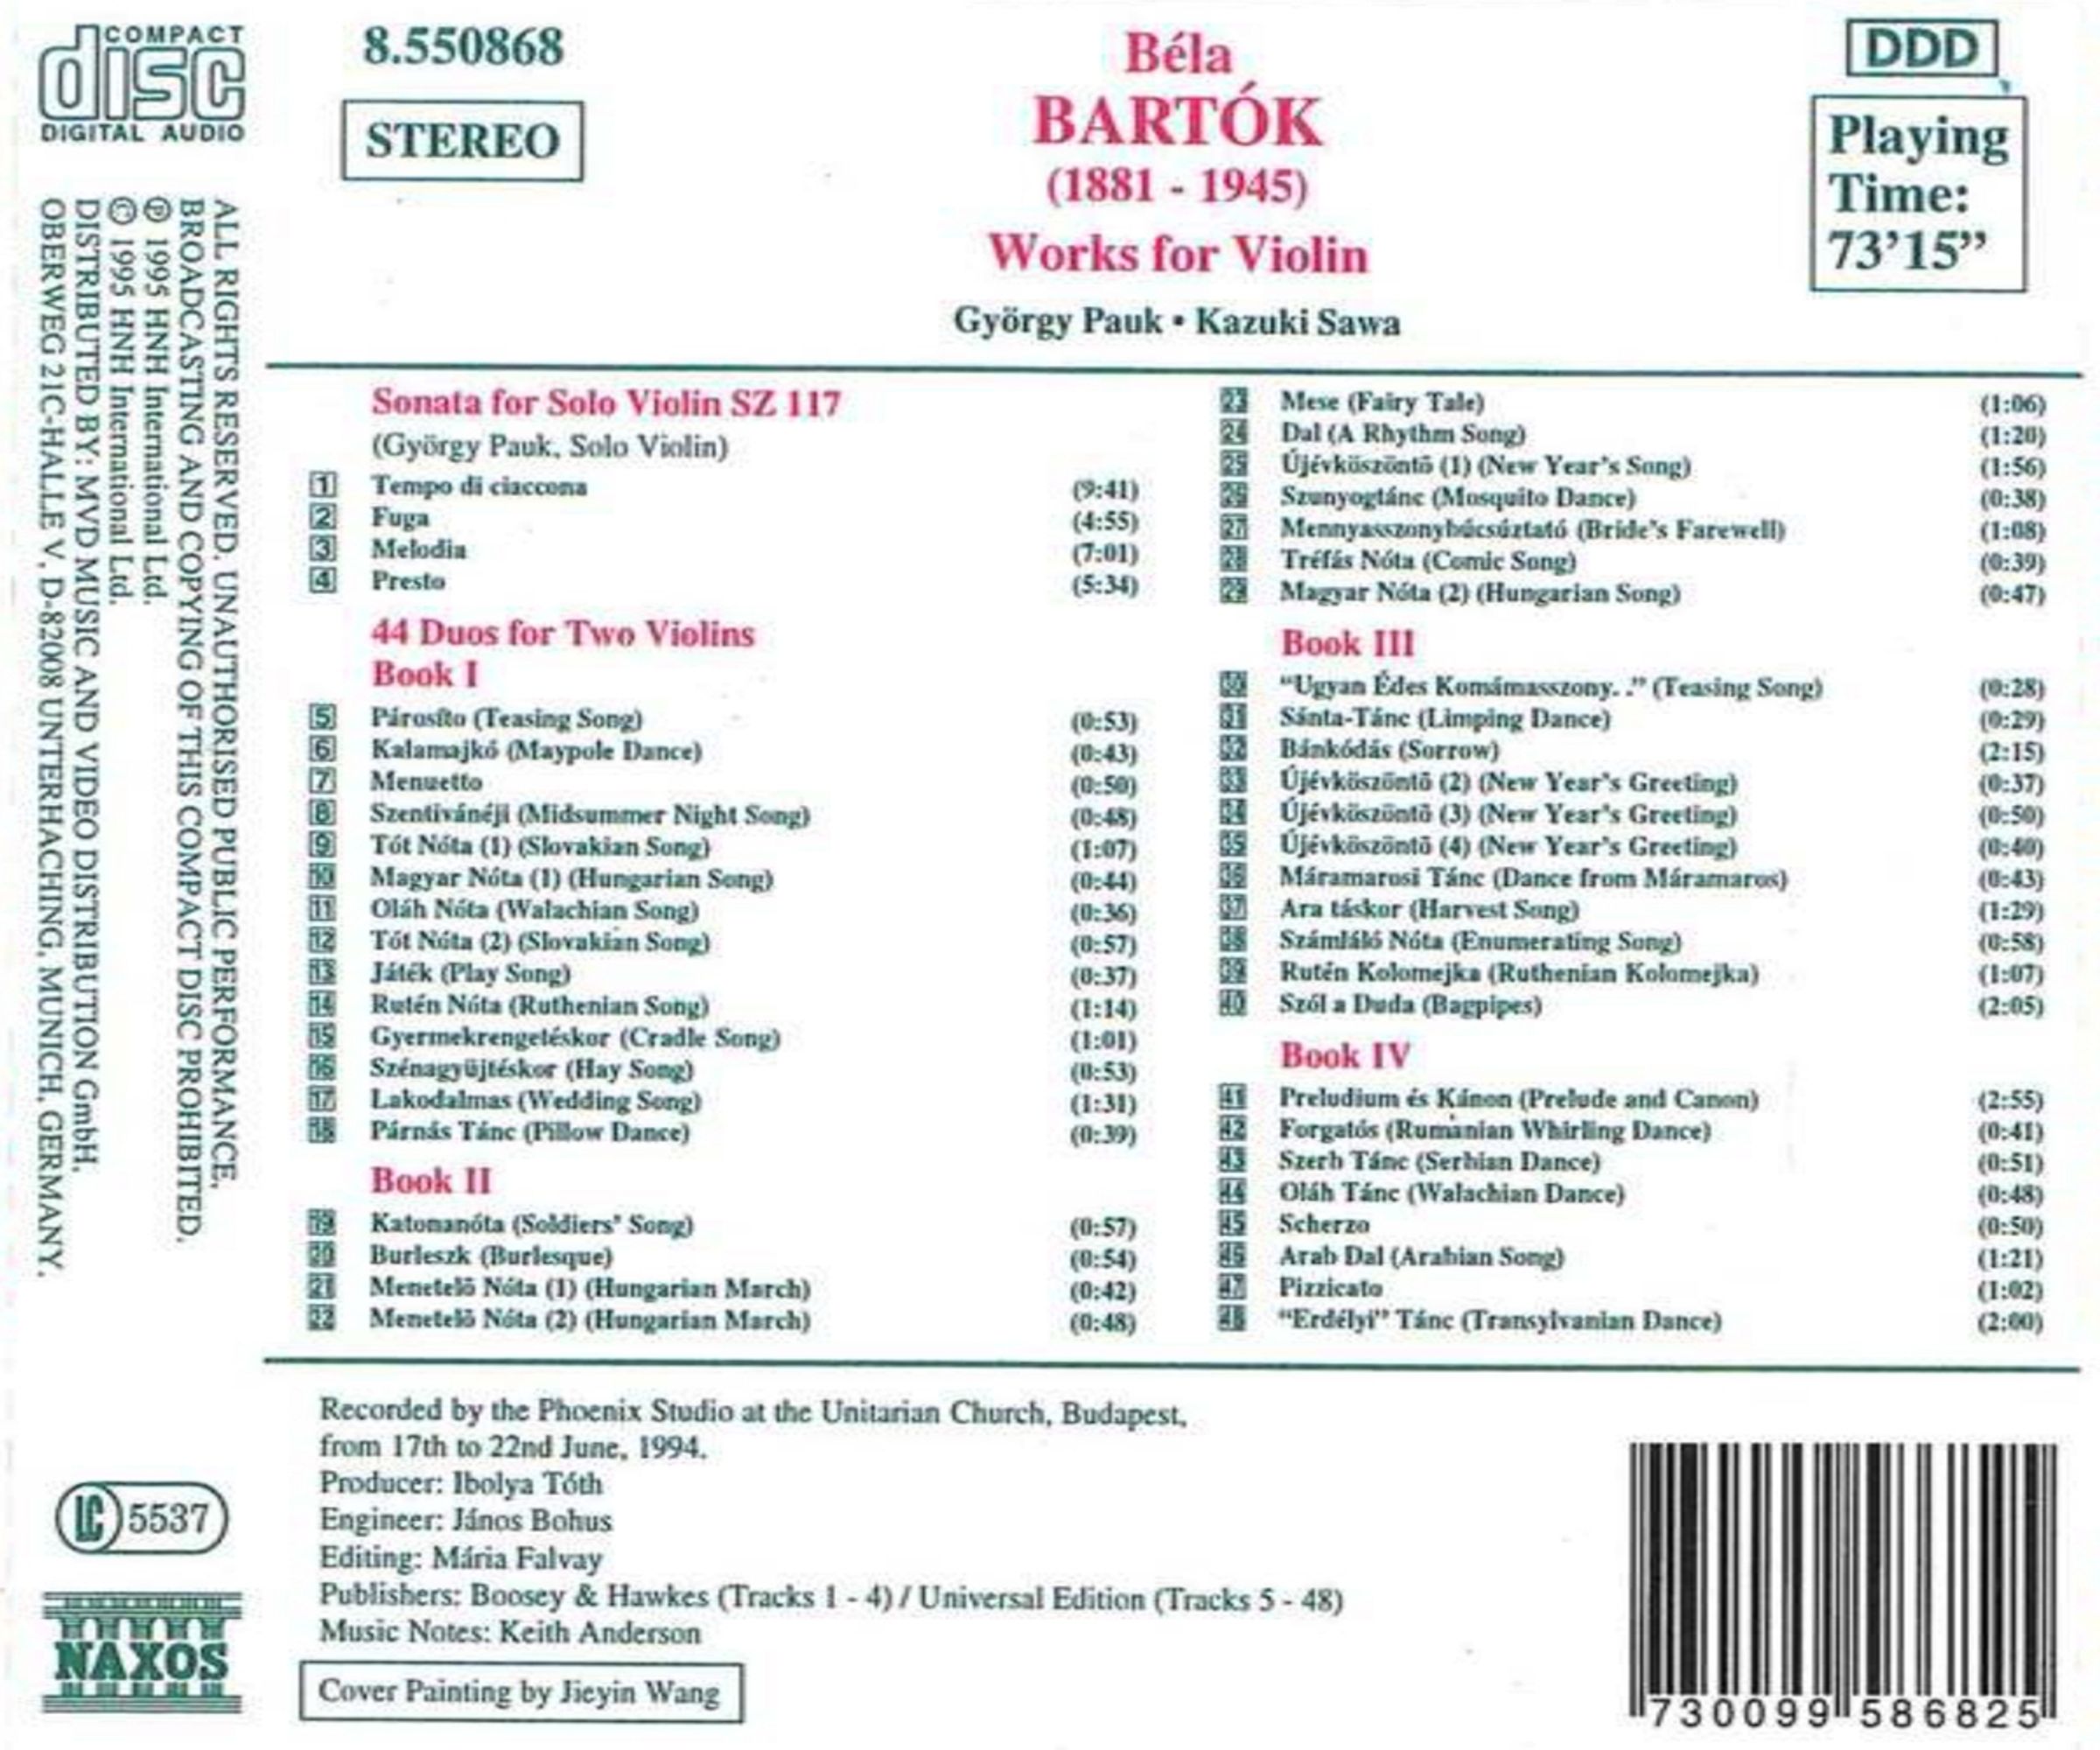 COMPACT
disc
DIGITAL AUDIO
8.550868
STEREO
Béla
BARTÓK
(1881 - 1945)
Works for Violin
György Pauk • Kazuki Sawa
DDD
Playing
Time:
73’15”
ALL RIGHTS RESERVED. UNAUTHORISED PUBLIC PERFORMANCE,
BROADCASTING AND COPYING OF THIS COMPACT DISC PROHIBITED.
℗ 1995 HNH International Ltd.
© 1995 HNH International Ltd.
DISTRIBUTED BY: MVD MUSIC AND VIDEO DISTRIBUTION GmbH.
OBERWEG 21C-HALLE V, D-82008 UNTERHACHING, MUNICH, GERMANY.
Sonata for Solo Violin SZ 117
(György Pauk, Solo Violin)
1 Tempo di ciaccona (9:41)
2 Fuga (4:55)
3 Melodia (7:01)
4 Presto (5:34)
44 Duos for Two Violins
Book I
5 Párosíto (Teasing Song) (0:53)
6 Kalamajkó (Maypole Dance) (0:43)
7 Menuetto (0:50)
8 Szentivánéji (Midsummer Night Song) (0:48)
9 Tót Nóta (1) (Slovakian Song) (1:07)
10 Magyar Nóta (1) (Hungarian Song) (0:44)
11 Oláh Nóta (Walachian Song) (0:36)
12 Tót Nóta (2) (Slovakian Song) (0:57)
13 Játék (Play Song) (0:37)
14 Rutén Nóta (Ruthenian Song) (1:14)
15 Gyermekrengetéskor (Cradle Song) (1:01)
16 Szénagyüjtéskor (Hay Song) (0:53)
17 Lakodalmas (Wedding Song) (1:31)
18 Párnás Tánc (Pillow Dance) (0:39)
Book II
19 Katonanóta (Soldiers’ Song) (0:57)
20 Burleszk (Burlesque) (0:54)
21 Menetelõ Nóta (1) (Hungarian March) (0:42)
22 Menetelõ Nóta (2) (Hungarian March) (0:48)
23 Mese (Fairy Tale) (1:06)
24 Dal (A Rhythm Song) (1:20)
25 Újévköszöntõ (1) (New Year’s Song) (1:56)
26 Szunyogtánc (Mosquito Dance) (0:38)
27 Mennyasszonybúcsúztató (Bride’s Farewell) (1:08)
28 Tréfás Nóta (Comic Song) (0:39)
29 Magyar Nóta (2) (Hungarian Song) (0:47)
Book III
30 “Ugyan Édes Komámasszony. .” (Teasing Song) (0:28)
31 Sánta-Tánc (Limping Dance) (0:29)
32 Bánkódás (Sorrow) (2:15)
33 Újévköszöntõ (2) (New Year’s Greeting) (0:37)
34 Újévköszöntõ (3) (New Year’s Greeting) (0:50)
35 Újévköszöntõ (4) (New Year’s Greeting) (0:40)
36 Máramarosi Tánc (Dance from Máramaros) (0:43)
37 Ara táskor (Harvest Song) (1:29)
38 Számláló Nóta (Enumerating Song) (0:58)
39 Rutén Kolomejka (Ruthenian Kolomejka) (1:07)
40 Szól a Duda (Bagpipes) (2:05)
Book IV
41 Preludium és Kánon (Prelude and Canon) (2:55)
42 Forgatós (Rumanian Whirling Dance) (0:41)
43 Szerb Tánc (Serbian Dance) (0:51)
44 Oláh Tánc (Walachian Dance) (0:48)
45 Scherzo (0:50)
46 Arab Dal (Arabian Song) (1:21)
47 Pizzicato (1:02)
48 “Erdélyi” Tánc (Transylvanian Dance) (2:00)
Recorded by the Phoenix Studio at the Unitarian Church, Budapest,
from 17th to 22nd June, 1994.
Producer: Ibolya Tóth
Engineer: János Bohus
Editing: Mária Falvay
Publishers: Boosey & Hawkes (Tracks 1 - 4) / Universal Edition (Tracks 5 - 48)
Music Notes: Keith Anderson
Cover Painting by Jieyin Wang
LC 5537
NAXOS
730099 586825